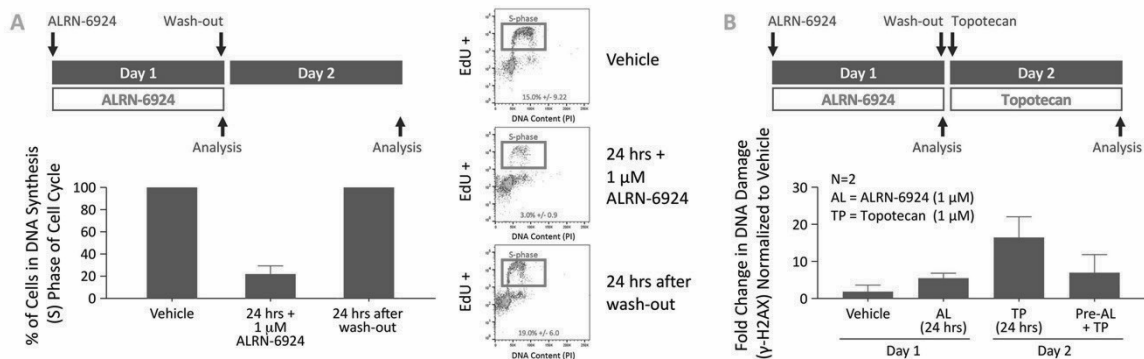 A
ALRN-6924
Wash-out
Day 1
Day 2
ALRN-6924
Analysis
Analysis
% of Cells in DNA Synthesis
(S) Phase of Cell Cycle
100
80
60
40
20
0
Vehicle
24 hrs +
1 μM
ALRN-6924
24 hrs after
wash-out
S-phase
EdU +
15.0% +/- 9.22
DNA Content (PI)
Vehicle
S-phase
EdU +
3.0% +/- 0.9
DNA Content (PI)
24 hrs +
1 μM
ALRN-6924
S-phase
EdU +
19.0% +/- 6.0
DNA Content (PI)
24 hrs after
wash-out
B
ALRN-6924
Wash-out
Topotecan
Day 1
Day 2
ALRN-6924
Topotecan
Analysis
Analysis
Fold Change in DNA Damage
(γ-H2AX) Normalized to Vehicle
30
20
10
0
N=2
AL = ALRN-6924 (1 μM)
TP = Topotecan (1 μM)
Vehicle
AL
(24 hrs)
TP
(24 hrs)
Pre-AL
+ TP
Day 1
Day 2